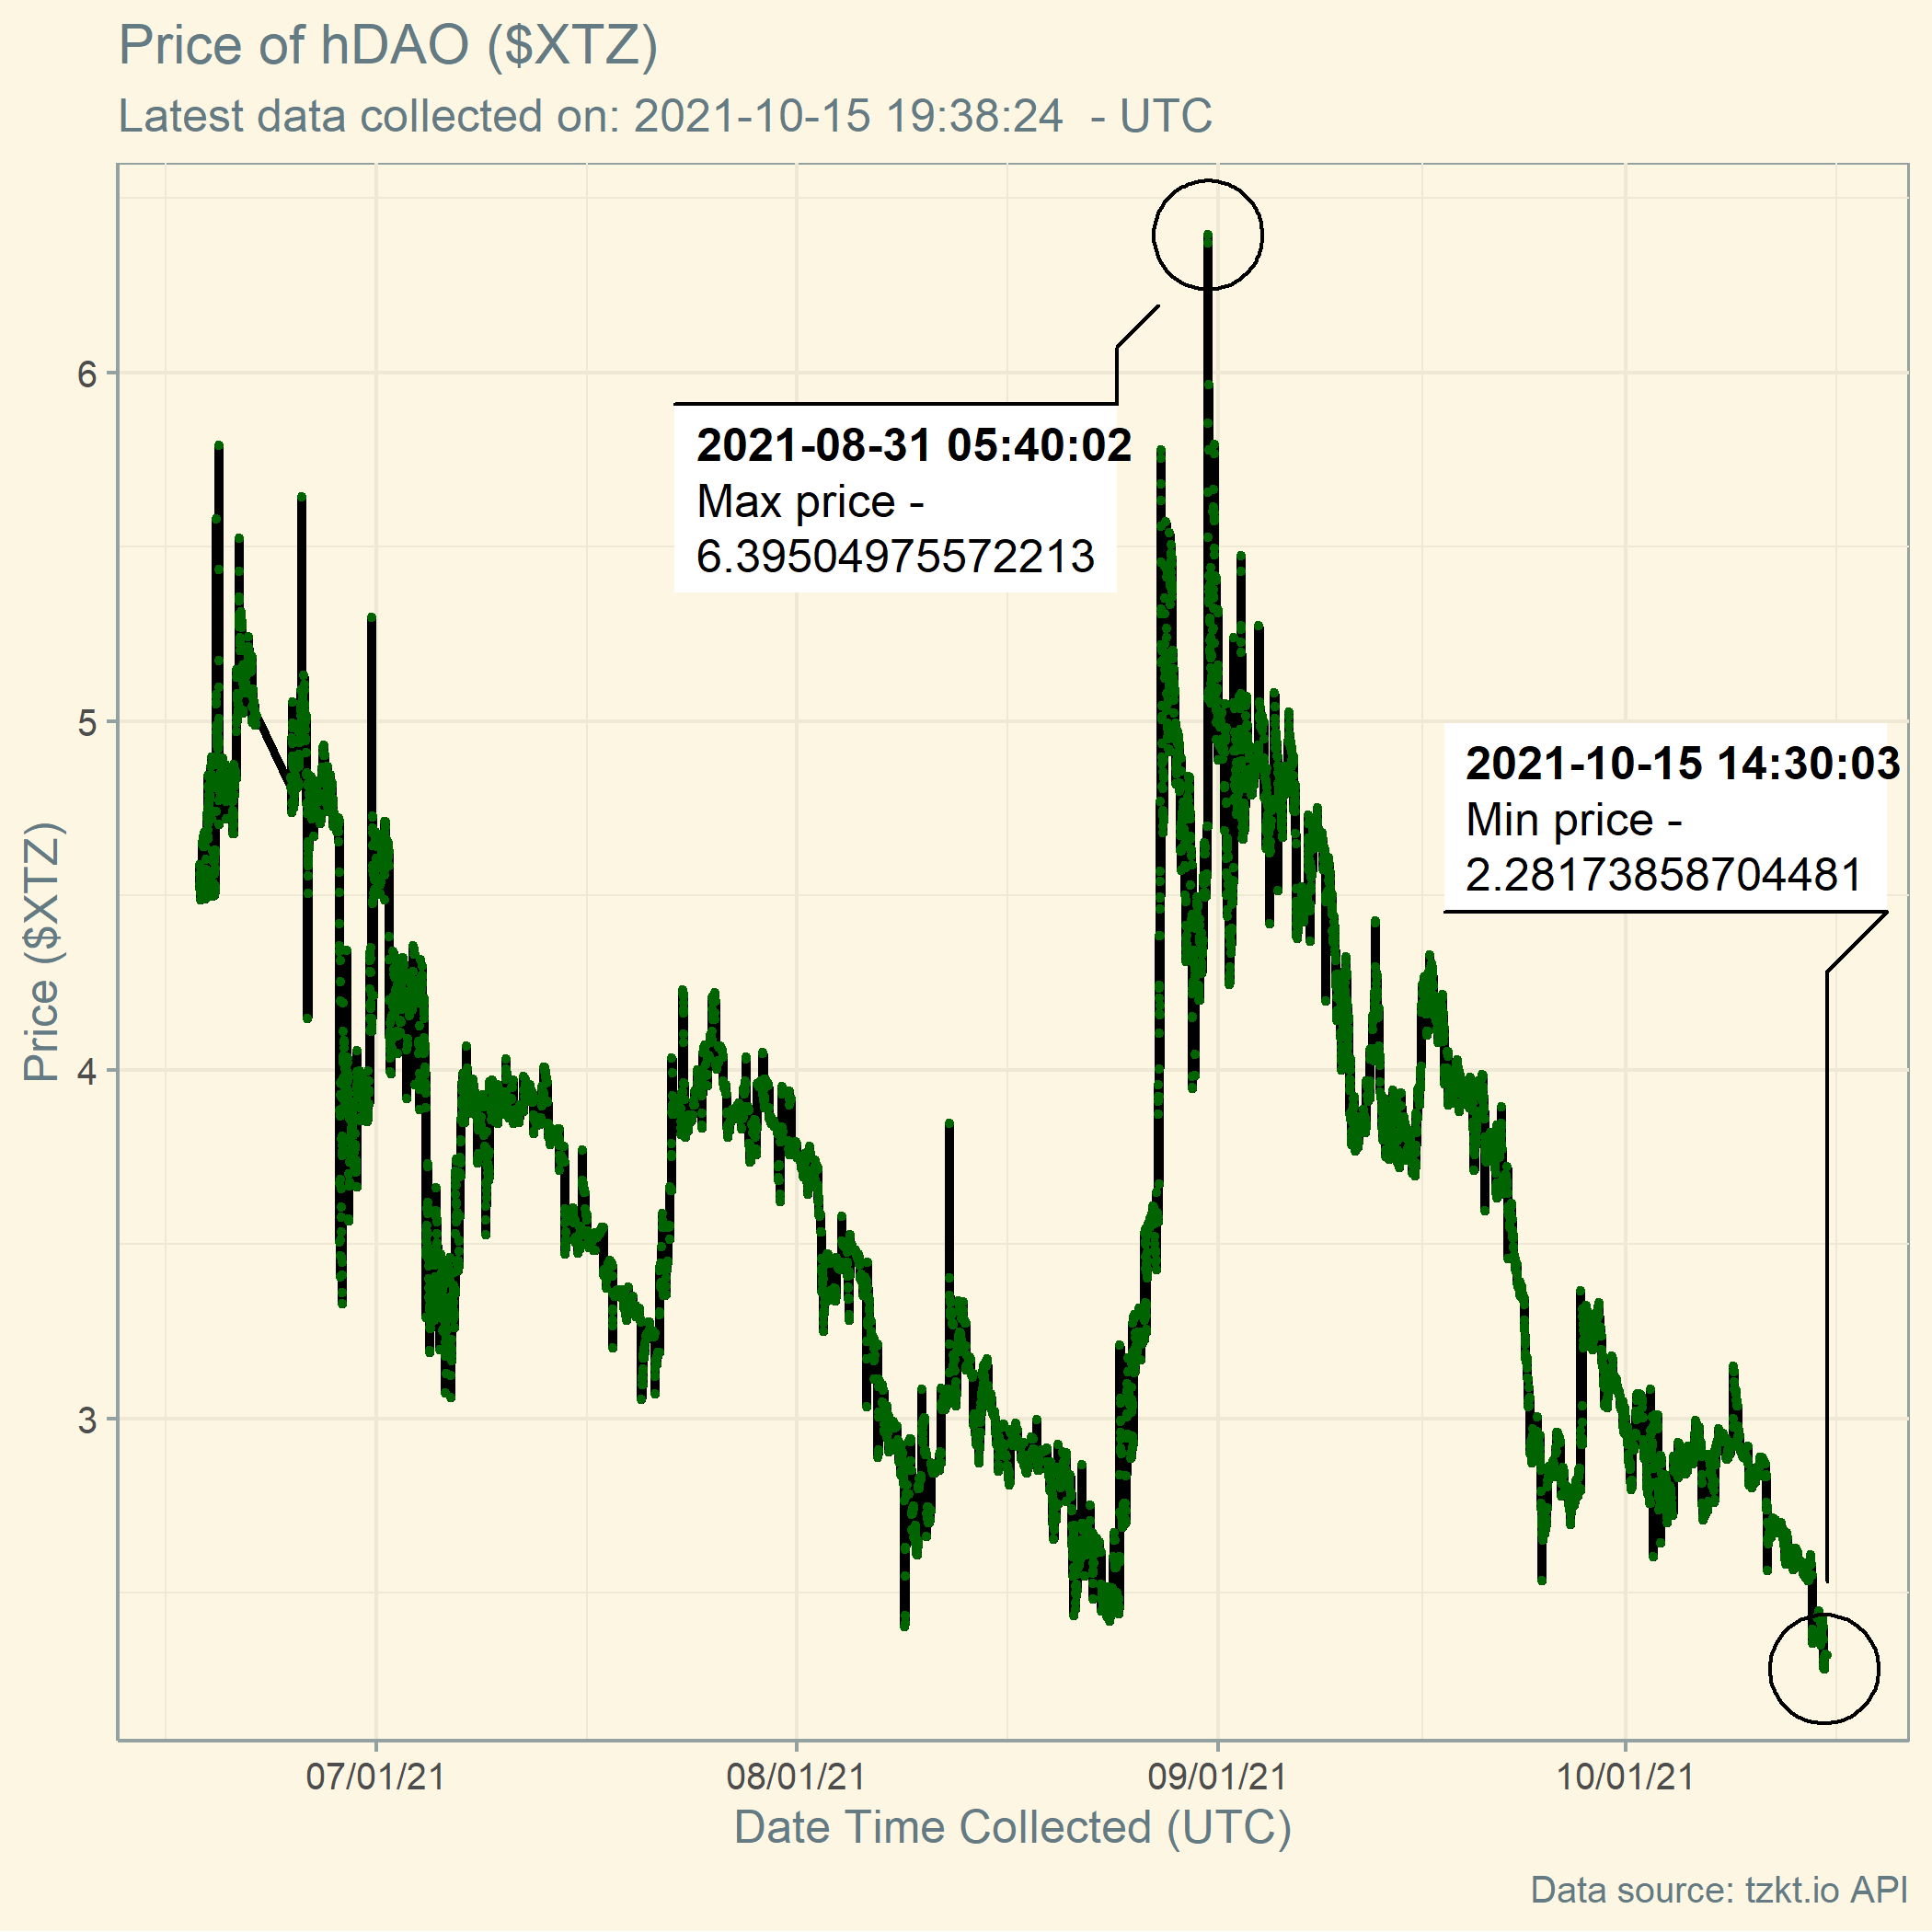 Price of hDAO ($XTZ)
Latest data collected on: 2021-10-15 19:38:24  - UTC
6
5
4
3
Price ($XTZ)
2021-08-31 05:40:02
Max price -
6.39504975572213
2021-10-15 14:30:03
Min price -
2.28173858704481
07/01/21
08/01/21
09/01/21
10/01/21
Date Time Collected (UTC)
Data source: tzkt.io API